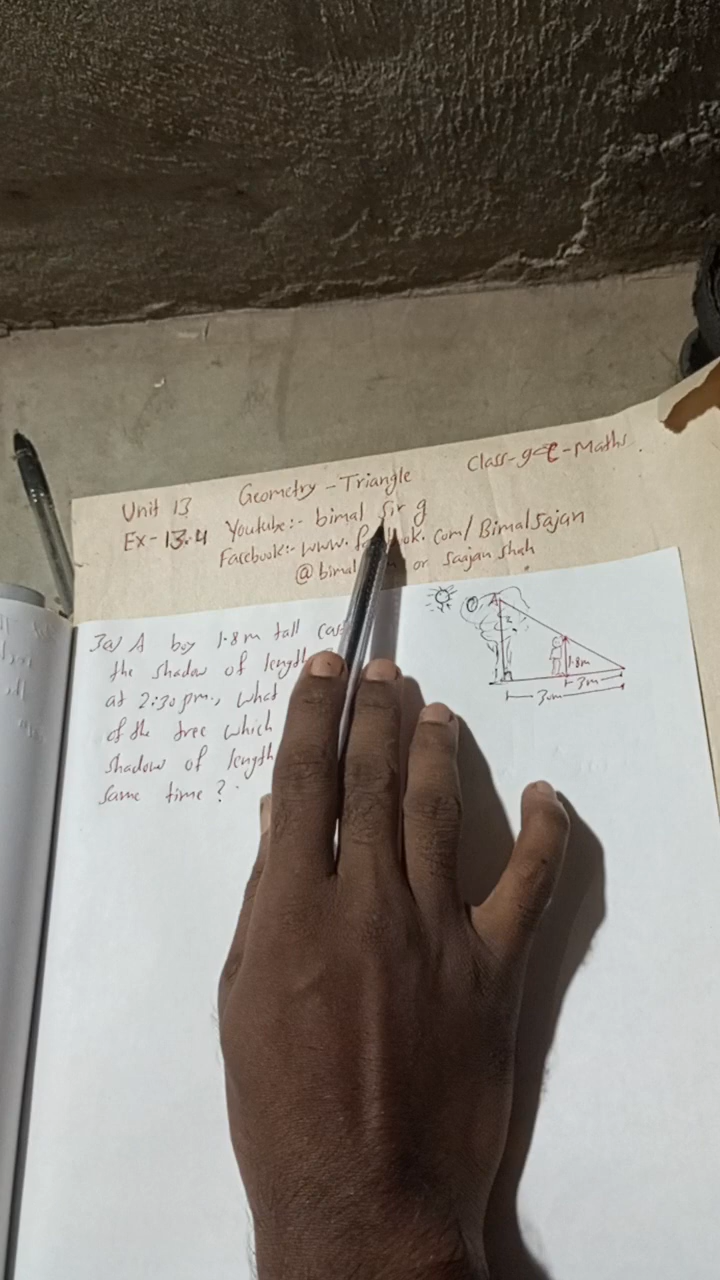 Unit 13 Geometry - Triangle Class-9 - Maths.
Ex-13.4 Youtube:- bimal Sir g
Facebook:- www. .com/Bimalsajan
or Saajan Shah
3a) A boy 1.8m tall
the shadow of length
at 2:30 pm., what
of the tree which
shadow of length
same time?
A
1.8m
3m
30m